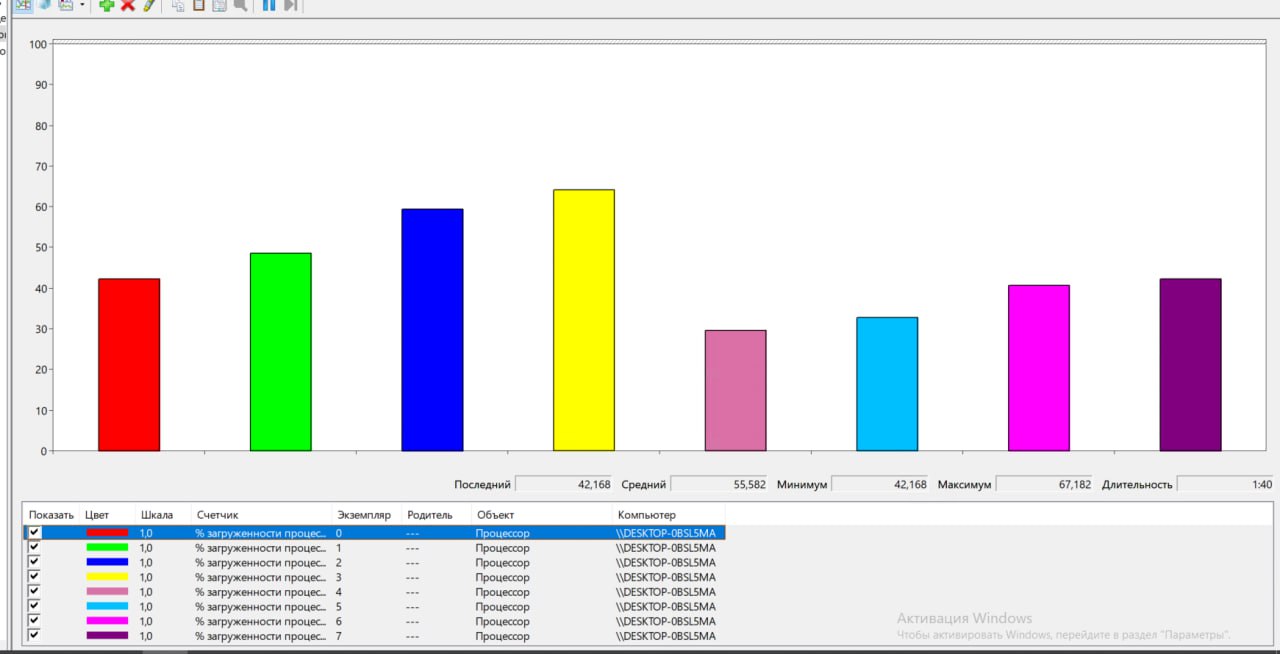 100
90
80
70
60
50
40
30
20
10
0
Последний 42,168 Средний 55,582 Минимум 42,168 Максимум 67,182 Длительность 1:40
Показать Цвет Шкала Счетчик Экземпляр Родитель Объект Компьютер
1,0 % загруженности процес... 0 --- Процессор \\DESKTOP-0BSL5MA
1,0 % загруженности процес... 1 --- Процессор \\DESKTOP-0BSL5MA
1,0 % загруженности процес... 2 --- Процессор \\DESKTOP-0BSL5MA
1,0 % загруженности процес... 3 --- Процессор \\DESKTOP-0BSL5MA
1,0 % загруженности процес... 4 --- Процессор \\DESKTOP-0BSL5MA
1,0 % загруженности процес... 5 --- Процессор \\DESKTOP-0BSL5MA
1,0 % загруженности процес... 6 --- Процессор \\DESKTOP-0BSL5MA
1,0 % загруженности процес... 7 --- Процессор \\DESKTOP-0BSL5MA
Активация Windows
Чтобы активировать Windows, перейдите в раздел "Параметры".